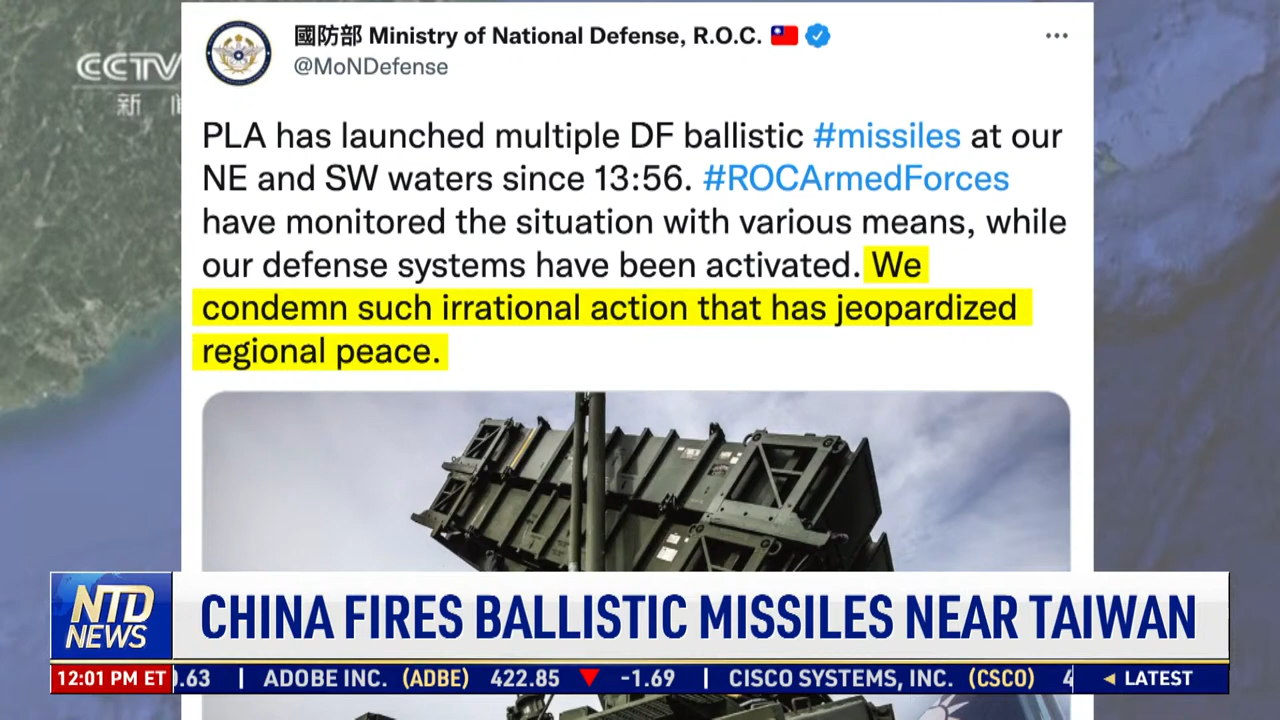 CCTV
新 闻
國防部 Ministry of National Defense, R.O.C.
@MoNDefense
PLA has launched multiple DF ballistic #missiles at our
NE and SW waters since 13:56. #ROCArmedForces
have monitored the situation with various means, while
our defense systems have been activated. We
condemn such irrational action that has jeopardized
regional peace.
NTD
NEWS
CHINA FIRES BALLISTIC MISSILES NEAR TAIWAN
12:01 PM ET
.63 | ADOBE INC. (ADBE) 422.85 ▼ -1.69 | CISCO SYSTEMS, INC. (CSCO) 4
◄ LATEST